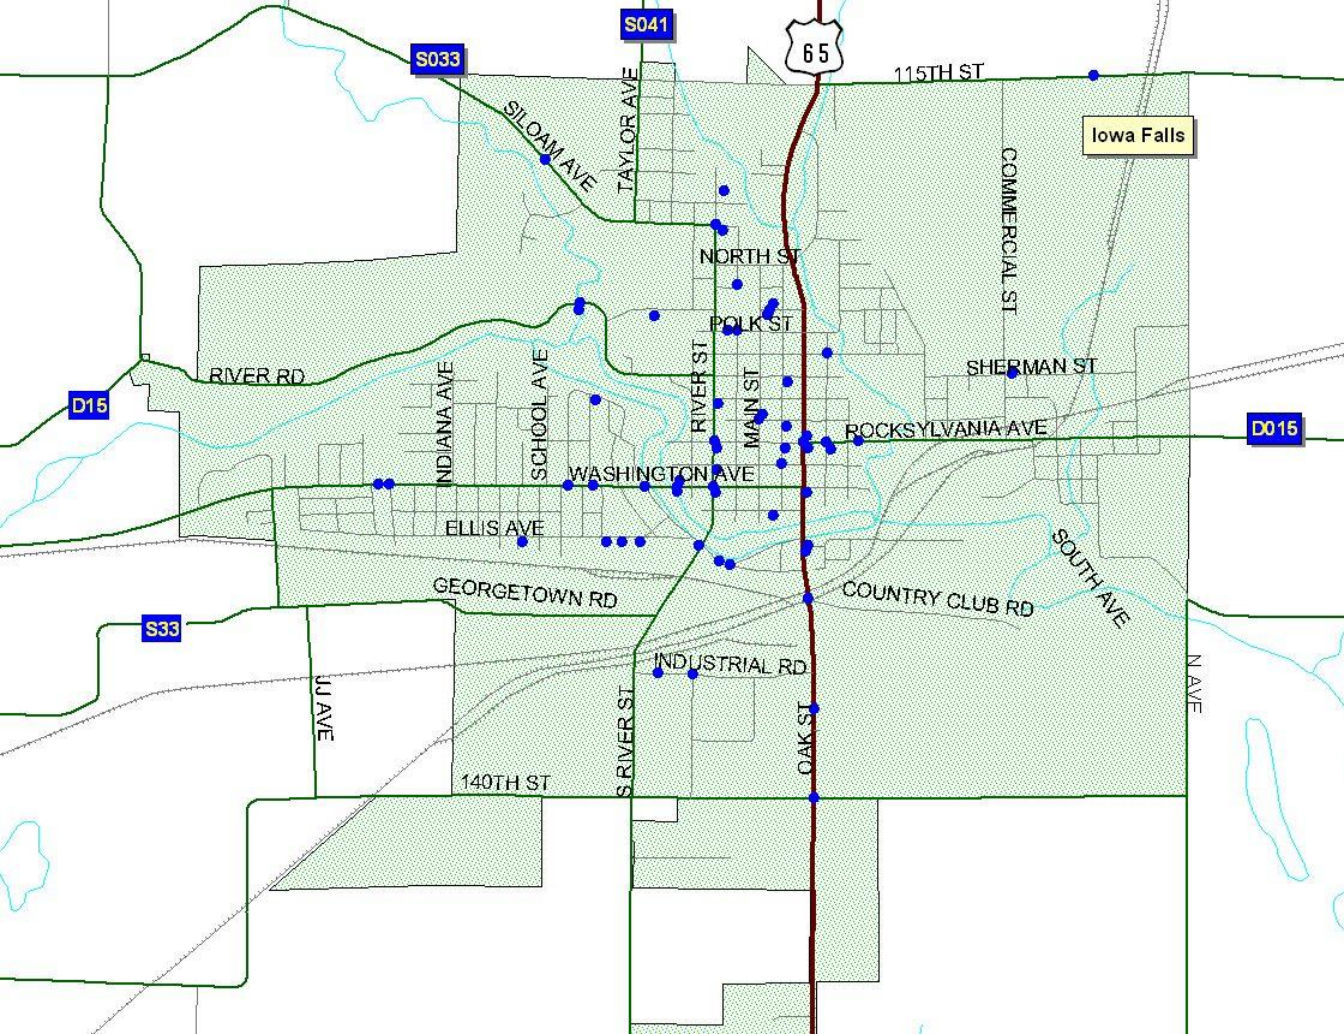 S041
S033
65
115TH ST
Iowa Falls
SILOAM AVE
TAYLOR AVE
COMMERCIAL ST
NORTH ST
POLK ST
RIVER RD
SHERMAN ST
D15
INDIANA AVE
SCHOOL AVE
RIVER ST
MAIN ST
ROCKSYLVANIA AVE
D015
WASHINGTON AVE
ELLIS AVE
SOUTH AVE
GEORGETOWN RD
COUNTRY CLUB RD
S33
INDUSTRIAL RD
JJ AVE
N AVE
S RIVER ST
OAK ST
140TH ST